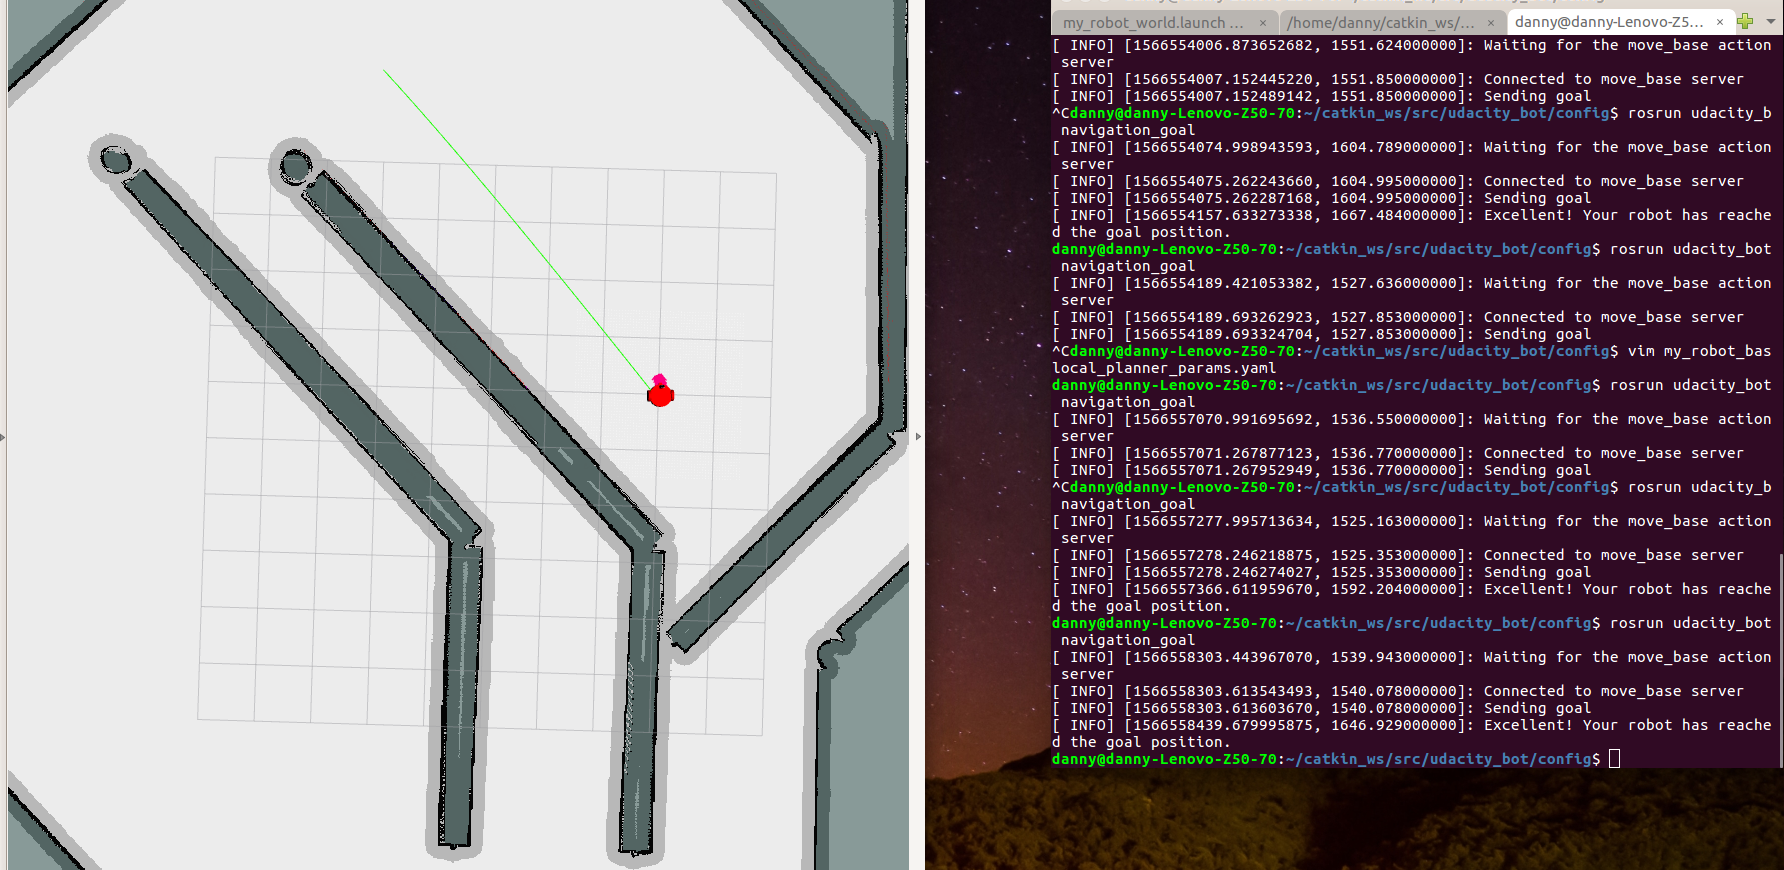 my_robot_world.launch ... × /home/danny/catkin_ws/... × danny@danny-Lenovo-Z5... ×
[ INFO] [1566554006.873652682, 1551.624000000]: Waiting for the move_base action
 server
[ INFO] [1566554007.152445220, 1551.850000000]: Connected to move_base server
[ INFO] [1566554007.152489142, 1551.850000000]: Sending goal
^Cdanny@danny-Lenovo-Z50-70:~/catkin_ws/src/udacity_bot/config$ rosrun udacity_b
 navigation_goal
[ INFO] [1566554074.998943593, 1604.789000000]: Waiting for the move_base action
 server
[ INFO] [1566554075.262243660, 1604.995000000]: Connected to move_base server
[ INFO] [1566554075.262287168, 1604.995000000]: Sending goal
[ INFO] [1566554157.633273338, 1667.484000000]: Excellent! Your robot has reache
d the goal position.
danny@danny-Lenovo-Z50-70:~/catkin_ws/src/udacity_bot/config$ rosrun udacity_bot
 navigation_goal
[ INFO] [1566554189.421053382, 1527.636000000]: Waiting for the move_base action
 server
[ INFO] [1566554189.693262923, 1527.853000000]: Connected to move_base server
[ INFO] [1566554189.693324704, 1527.853000000]: Sending goal
^Cdanny@danny-Lenovo-Z50-70:~/catkin_ws/src/udacity_bot/config$ vim my_robot_bas
local_planner_params.yaml
danny@danny-Lenovo-Z50-70:~/catkin_ws/src/udacity_bot/config$ rosrun udacity_bot
 navigation_goal
[ INFO] [1566557070.991695692, 1536.550000000]: Waiting for the move_base action
 server
[ INFO] [1566557071.267877123, 1536.770000000]: Connected to move_base server
[ INFO] [1566557071.267952949, 1536.770000000]: Sending goal
^Cdanny@danny-Lenovo-Z50-70:~/catkin_ws/src/udacity_bot/config$ rosrun udacity_b
 navigation_goal
[ INFO] [1566557277.995713634, 1525.163000000]: Waiting for the move_base action
 server
[ INFO] [1566557278.246218875, 1525.353000000]: Connected to move_base server
[ INFO] [1566557278.246274027, 1525.353000000]: Sending goal
[ INFO] [1566557366.611959670, 1592.204000000]: Excellent! Your robot has reache
d the goal position.
danny@danny-Lenovo-Z50-70:~/catkin_ws/src/udacity_bot/config$ rosrun udacity_bot
 navigation_goal
[ INFO] [1566558303.443967070, 1539.943000000]: Waiting for the move_base action
 server
[ INFO] [1566558303.613543493, 1540.078000000]: Connected to move_base server
[ INFO] [1566558303.613603670, 1540.078000000]: Sending goal
[ INFO] [1566558439.679995875, 1646.929000000]: Excellent! Your robot has reache
d the goal position.
danny@danny-Lenovo-Z50-70:~/catkin_ws/src/udacity_bot/config$